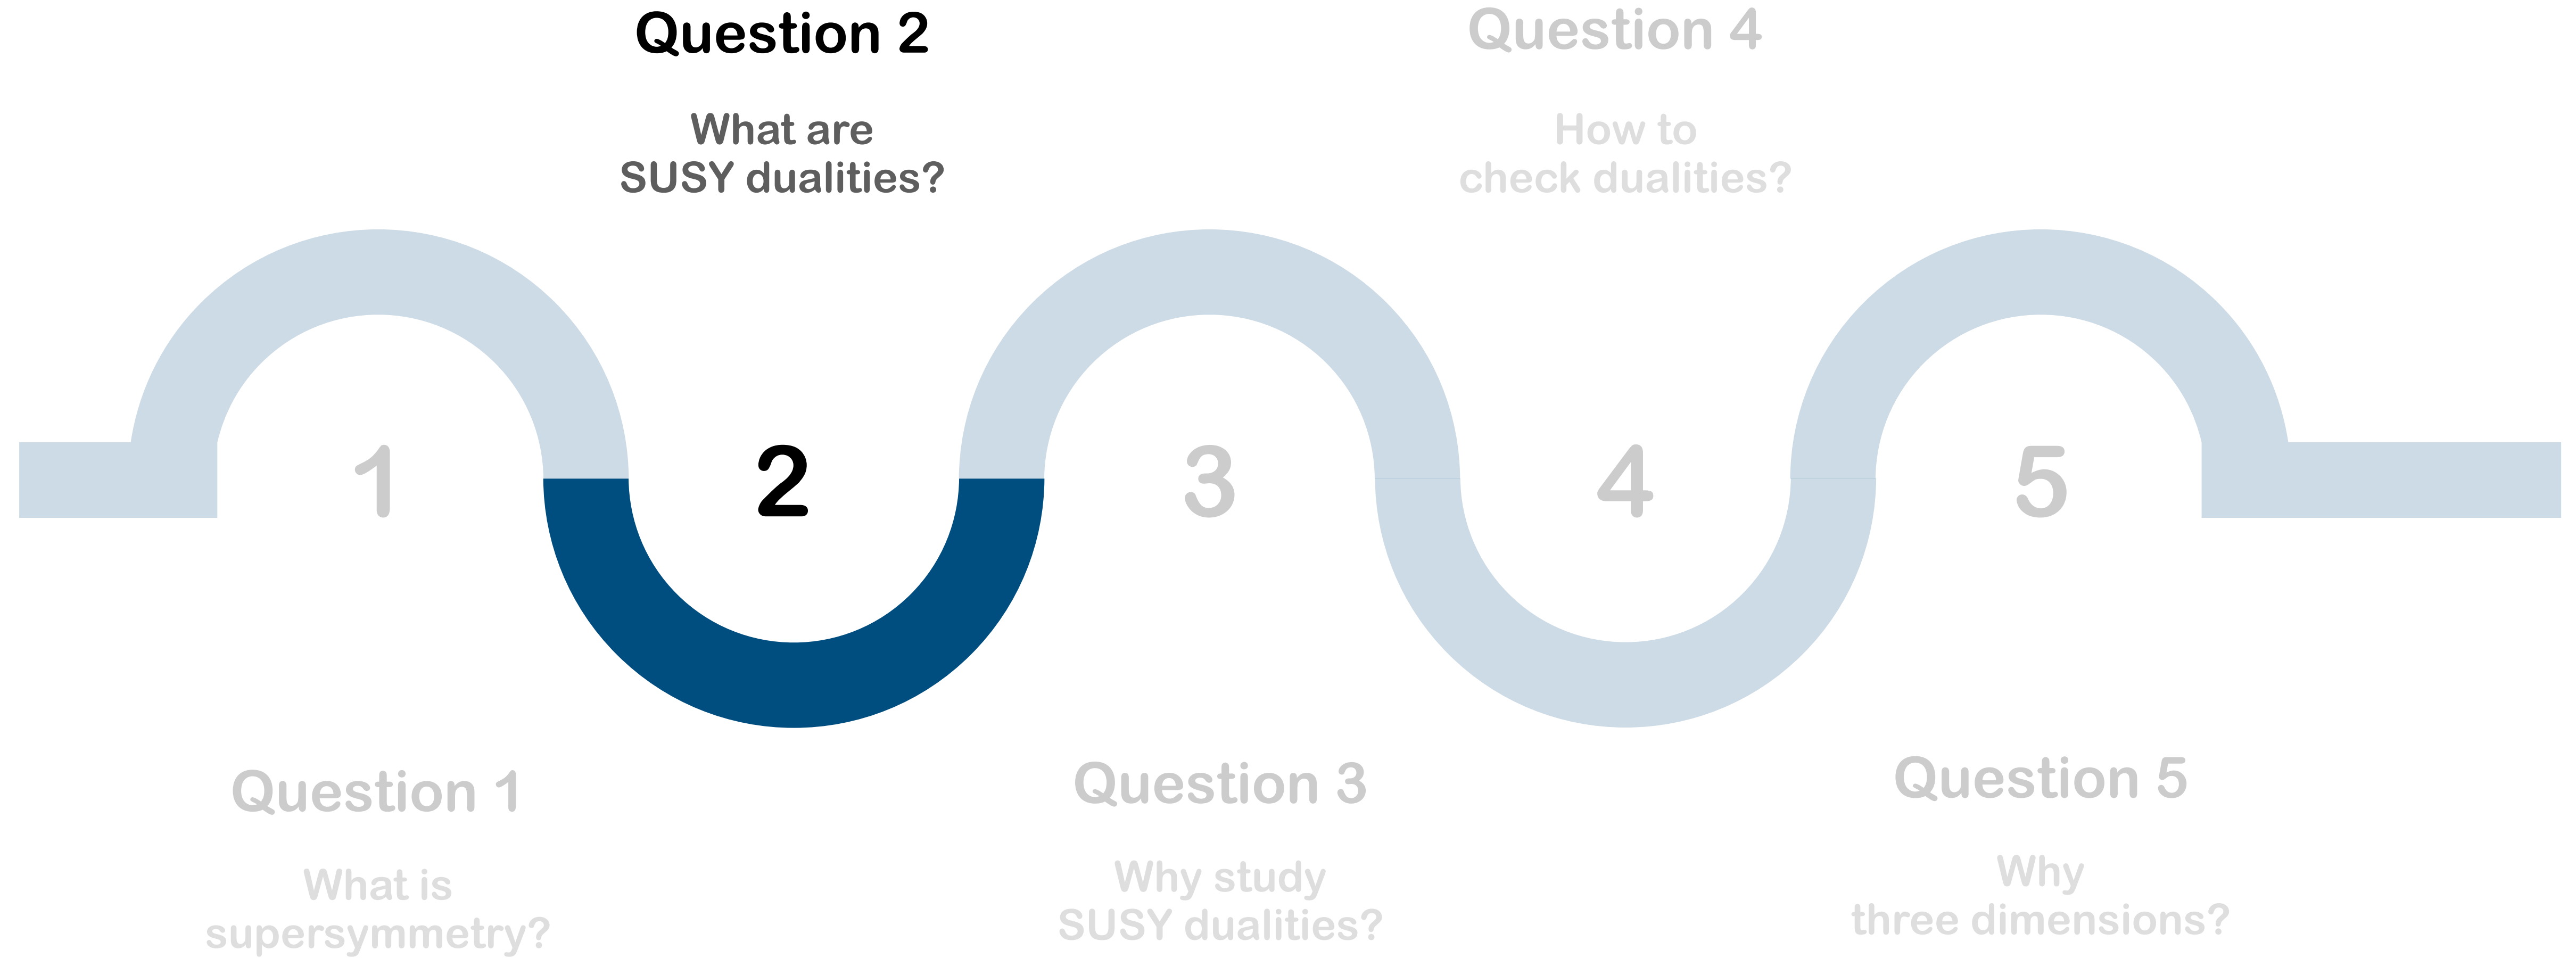 Question 2
What are
SUSY dualities?
Question 4
How to
check dualities?
1
2
3
4
5
Question 1
What is
supersymmetry?
Question 3
Why study
SUSY dualities?
Question 5
Why
three dimensions?